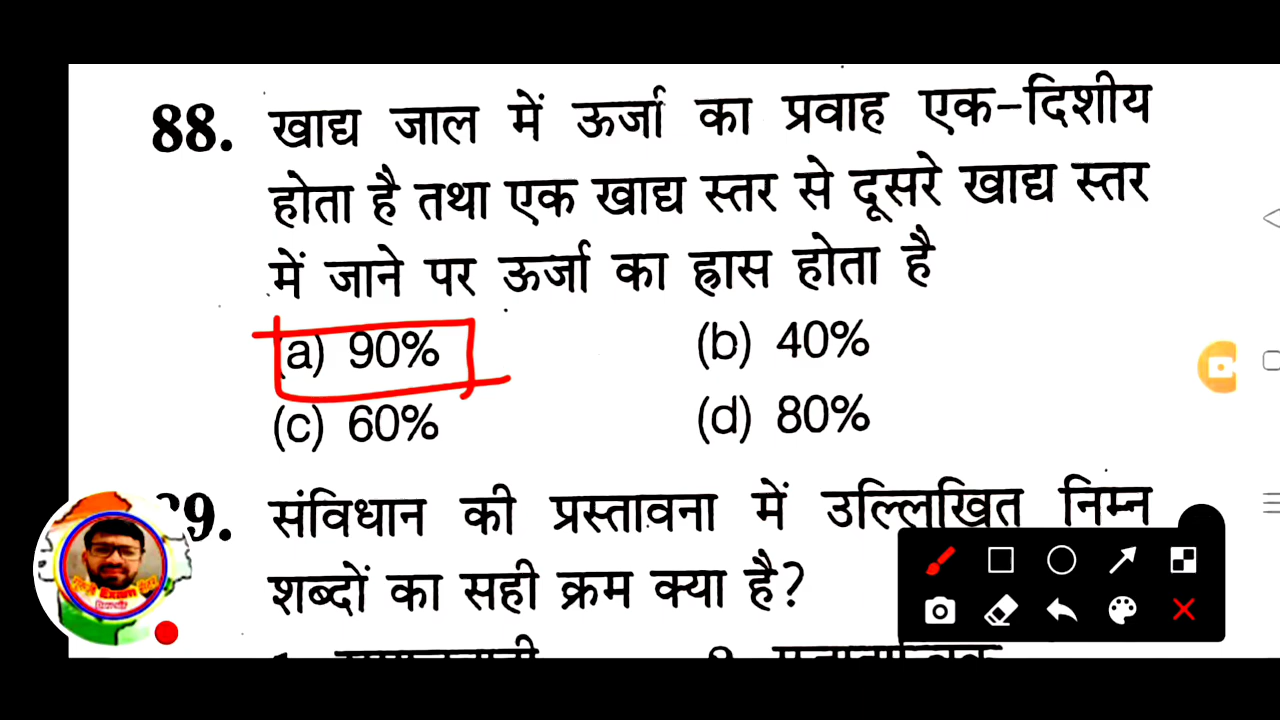 88. खाद्य जाल में ऊर्जा का प्रवाह एक-दिशीय
होता है तथा एक खाद्य स्तर से दूसरे खाद्य स्तर
में जाने पर ऊर्जा का ह्रास होता है
(a) 90% (b) 40%
(c) 60% (d) 80%
89. संविधान की प्रस्तावना में उल्लिखित निम्न
शब्दों का सही क्रम क्या है?